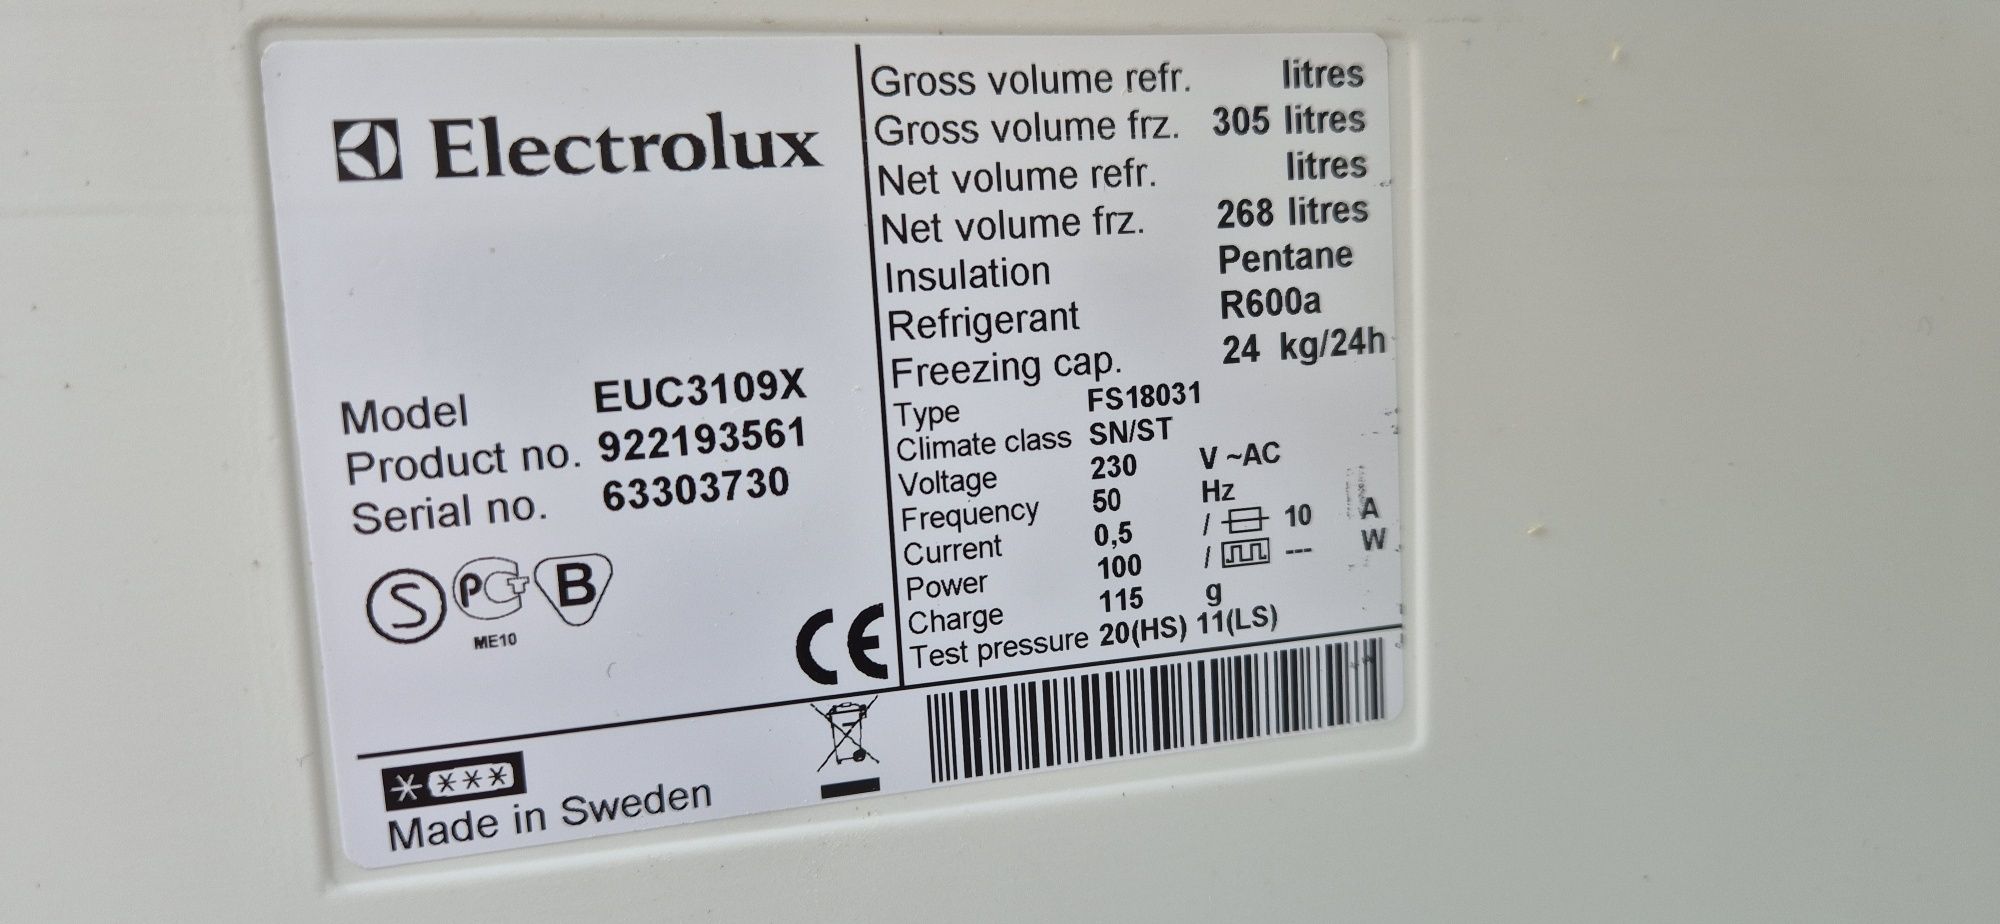 Electrolux
Model EUC3109X
Product no. 922193561
Serial no. 63303730
S PCT B
ME10
CE
Made in Sweden
Gross volume refr. litres
Gross volume frz. 305 litres
Net volume refr. litres
Net volume frz. 268 litres
Insulation Pentane
Refrigerant R600a
Freezing cap. 24 kg/24h
Type FS18031
Climate class SN/ST
Voltage 230 V ~AC
Frequency 50 Hz
Current 0,5 / 10 A
Power 100 / --- W
Charge 115 g
Test pressure 20(HS) 11(LS)